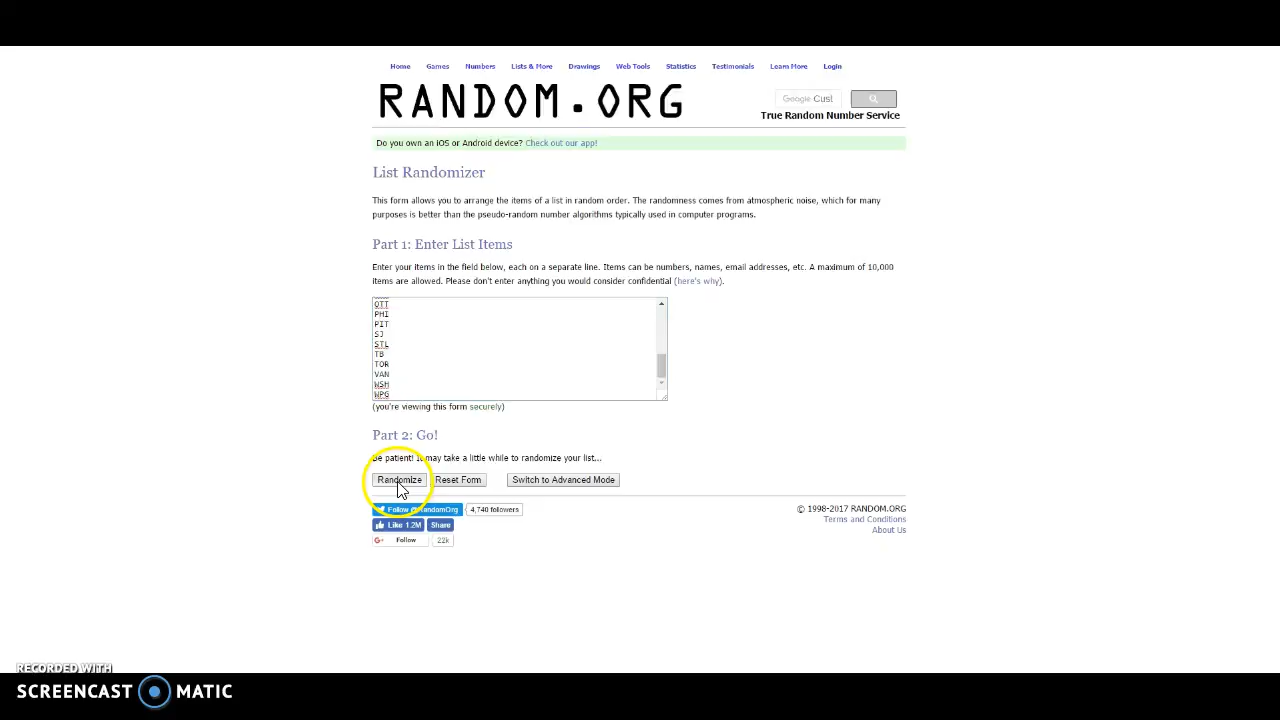 Home Games Numbers Lists & More Drawings Web Tools Statistics Testimonials Learn More Login
RANDOM.ORG
Google Cust
True Random Number Service
Do you own an iOS or Android device? Check out our app!
List Randomizer
This form allows you to arrange the items of a list in random order. The randomness comes from atmospheric noise, which for many
purposes is better than the pseudo-random number algorithms typically used in computer programs.
Part 1: Enter List Items
Enter your items in the field below, each on a separate line. Items can be numbers, names, email addresses, etc. A maximum of 10,000
items are allowed. Please don't enter anything you would consider confidential (here's why).
OTT
PHI
PIT
SJ
STL
TB
TOR
VAN
WSH
WPG
(you're viewing this form securely)
Part 2: Go!
Be patient! It may take a little while to randomize your list...
Randomize Reset Form Switch to Advanced Mode
Follow @RandomOrg 4,740 followers
Like 1.2M Share
Follow 22k
© 1998-2017 RANDOM.ORG
Terms and Conditions
About Us
RECORDED WITH
SCREENCAST MATIC